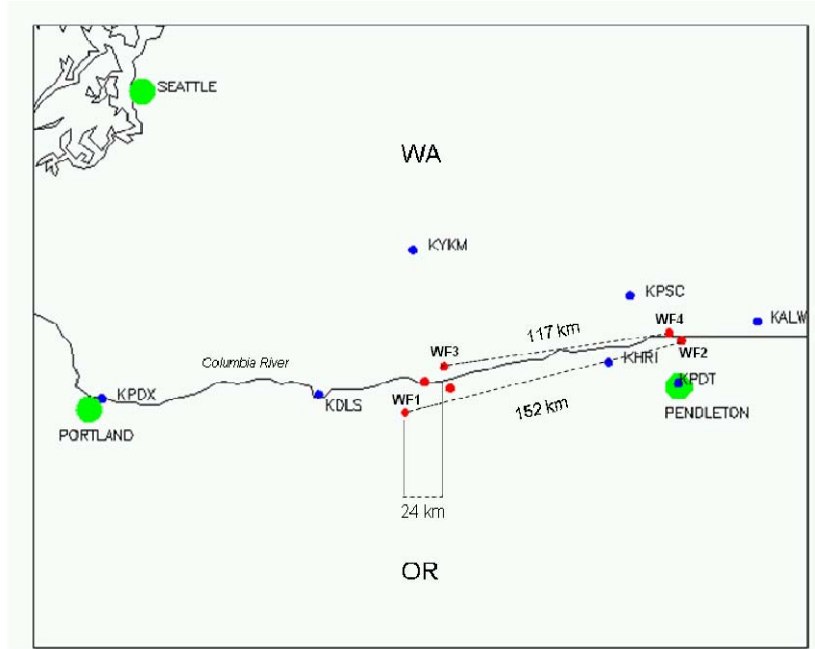 SEATTLE
WA
KYKM
KPSC
KALW
WF4
117 km
WF3
KHRI
WF2
Columbia River
KPDT
KPDX
KDLS
WF1
152 km
PENDLETON
PORTLAND
24 km
OR